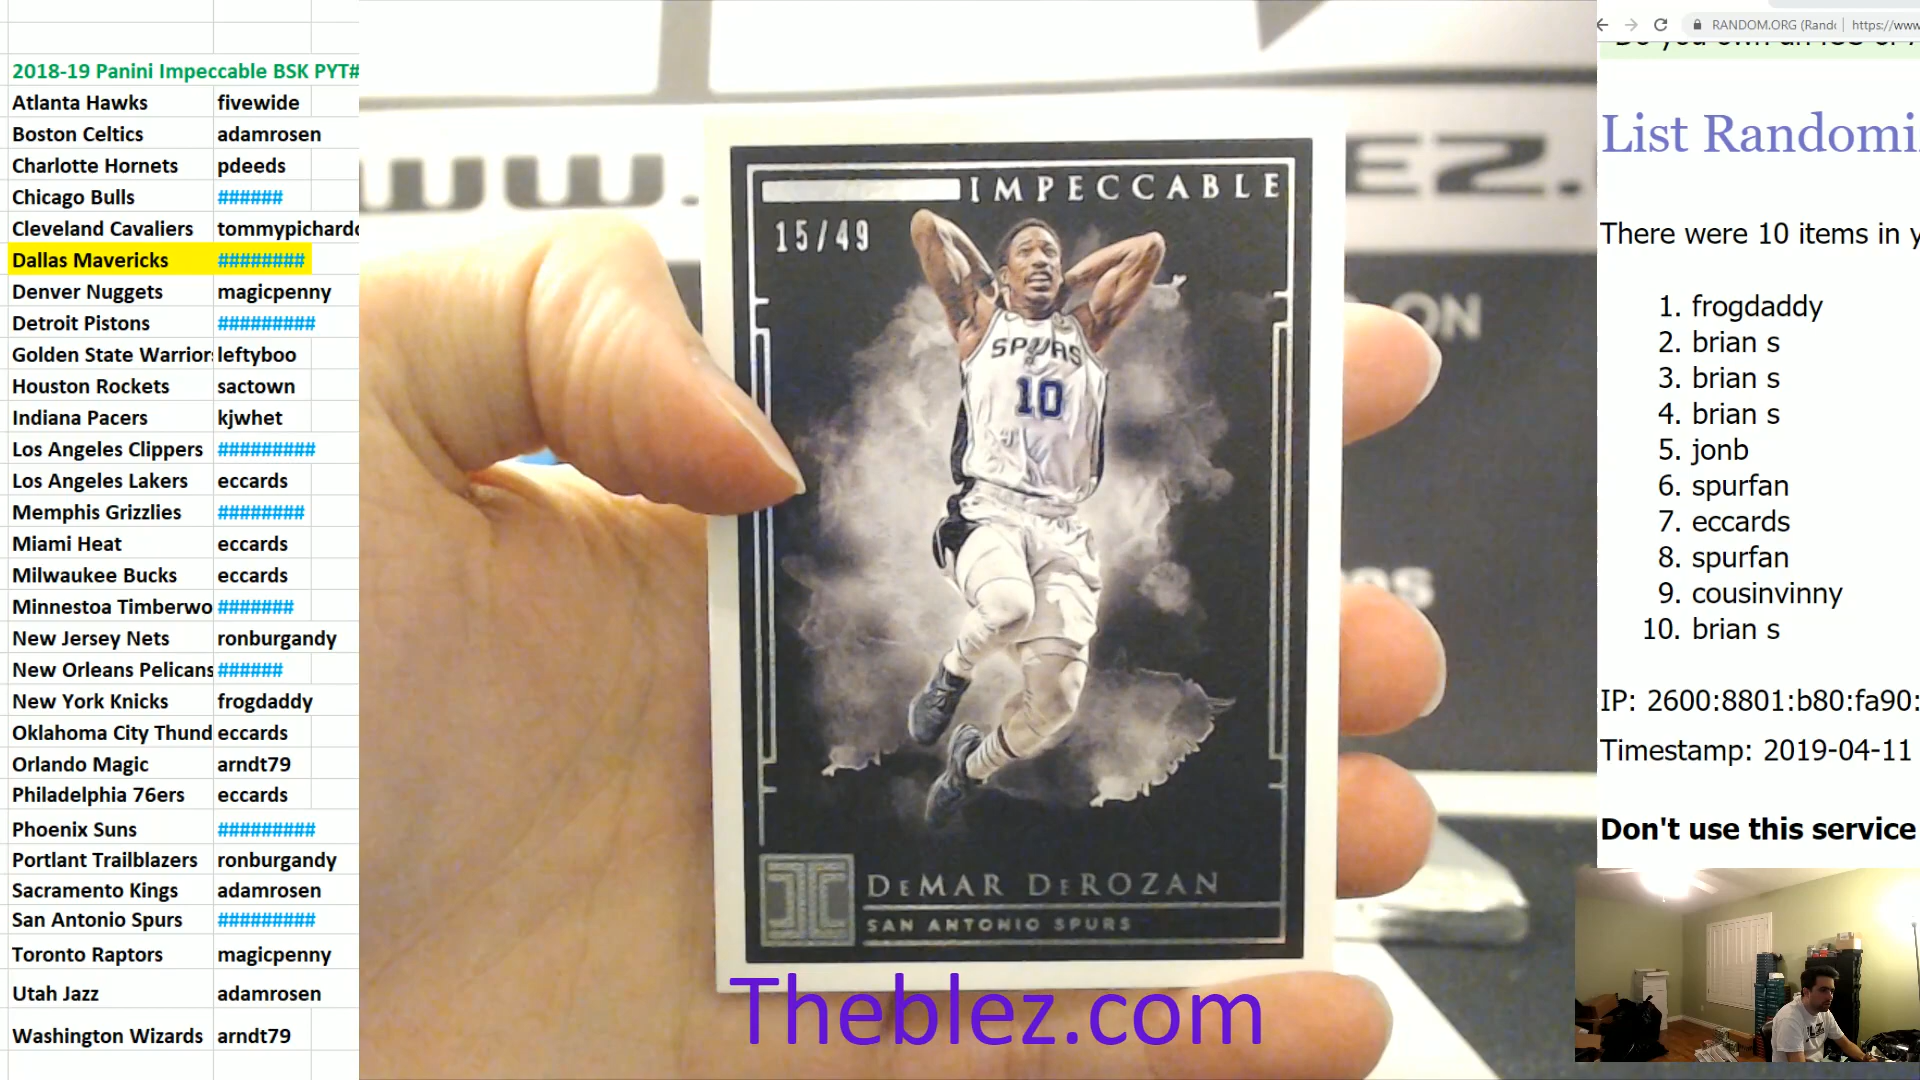 2018-19 Panini Impeccable BSK PYT#
Atlanta Hawks fivewide
Boston Celtics adamrosen
Charlotte Hornets pdeeds
Chicago Bulls ######
Cleveland Cavaliers tommypichardo
Dallas Mavericks ########
Denver Nuggets magicpenny
Detroit Pistons #########
Golden State Warriors leftyboo
Houston Rockets sactown
Indiana Pacers kjwhet
Los Angeles Clippers #########
Los Angeles Lakers eccards
Memphis Grizzlies ########
Miami Heat eccards
Milwaukee Bucks eccards
Minnestoa Timberwo #######
New Jersey Nets ronburgandy
New Orleans Pelicans ######
New York Knicks frogdaddy
Oklahoma City Thund eccards
Orlando Magic arndt79
Philadelphia 76ers eccards
Phoenix Suns #########
Portlant Trailblazers ronburgandy
Sacramento Kings adamrosen
San Antonio Spurs #########
Toronto Raptors magicpenny
Utah Jazz adamrosen
Washington Wizards arndt79
IMPECCABLE
15/49
SPURS
10
DeMAR DeROZAN
SAN ANTONIO SPURS
Theblez.com
RANDOM.ORG (Rand
https://www
List Randomi
There were 10 items in y
1. frogdaddy
2. brian s
3. brian s
4. brian s
5. jonb
6. spurfan
7. eccards
8. spurfan
9. cousinvinny
10. brian s
IP: 2600:8801:b80:fa90:
Timestamp: 2019-04-11
Don't use this service